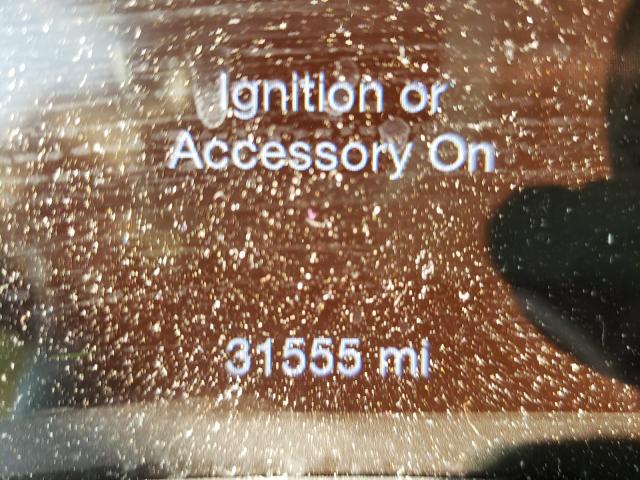 Ignition or
Accessory On
31555 mi